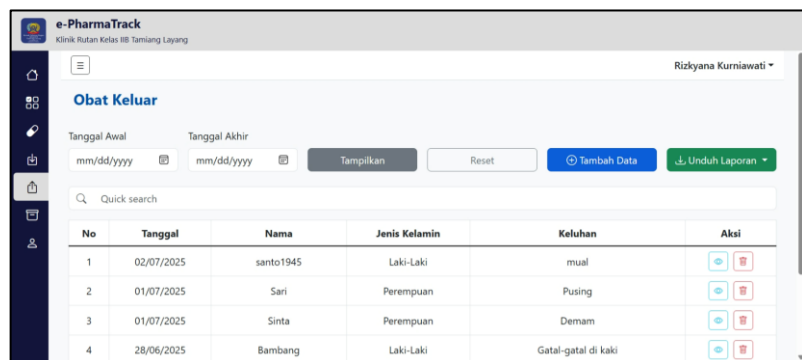 e-PharmaTrack
Klinik Rutan Kelas IIB Tamiang Layang
Rizkyana Kurniawati
Obat Keluar
Tanggal Awal Tanggal Akhir
mm/dd/yyyy mm/dd/yyyy Tampilkan Reset Tambah Data Unduh Laporan
Quick search
No Tanggal Nama Jenis Kelamin Keluhan Aksi
1 02/07/2025 santo1945 Laki-Laki mual
2 01/07/2025 Sari Perempuan Pusing
3 01/07/2025 Sinta Perempuan Demam
4 28/06/2025 Bambang Laki-Laki Gatal-gatal di kaki